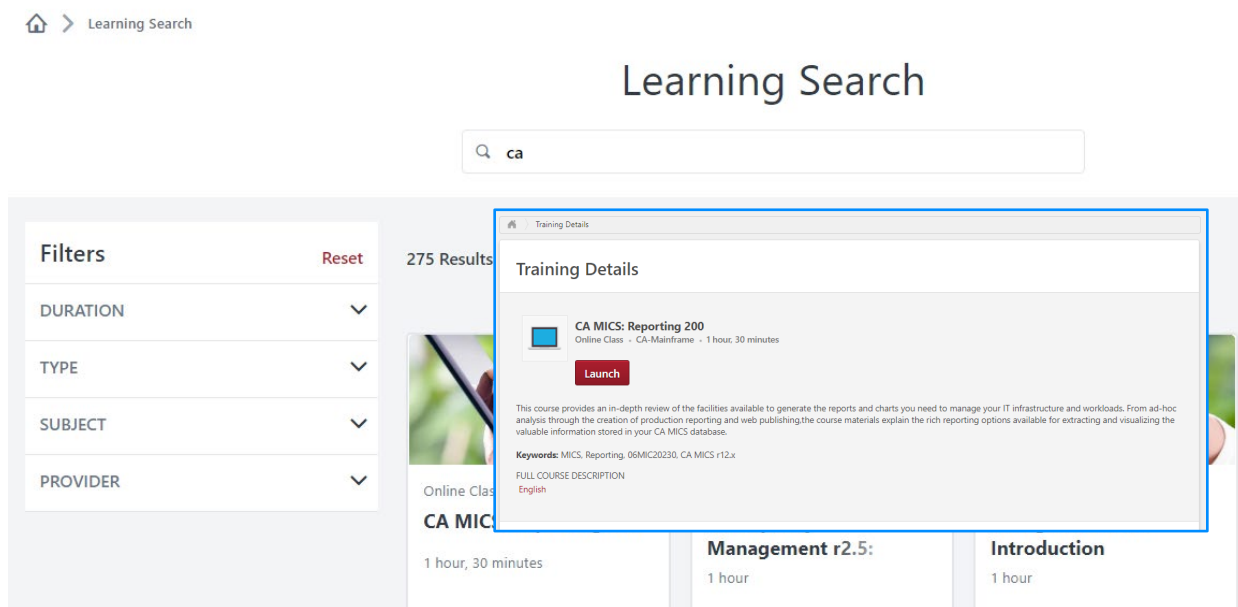 Learning Search
Learning Search
ca
Filters
Reset
DURATION
TYPE
SUBJECT
PROVIDER
275 Results
Training Details
Training Details
CA MICS: Reporting 200
Online Class • CA-Mainframe • 1 hour, 30 minutes
Launch
This course provides an in-depth review of the facilities available to generate the reports and charts you need to manage your IT infrastructure and workloads. From ad-hoc
analysis through the creation of production reporting and web publishing,the course materials explain the rich reporting options available for extracting and visualizing the
valuable information stored in your CA MICS database.
Keywords: MICS, Reporting, 06MIC20230, CA MICS r12.x
FULL COURSE DESCRIPTION
English
Online Clas
CA MICS
1 hour, 30 minutes
Management r2.5:
1 hour
Introduction
1 hour